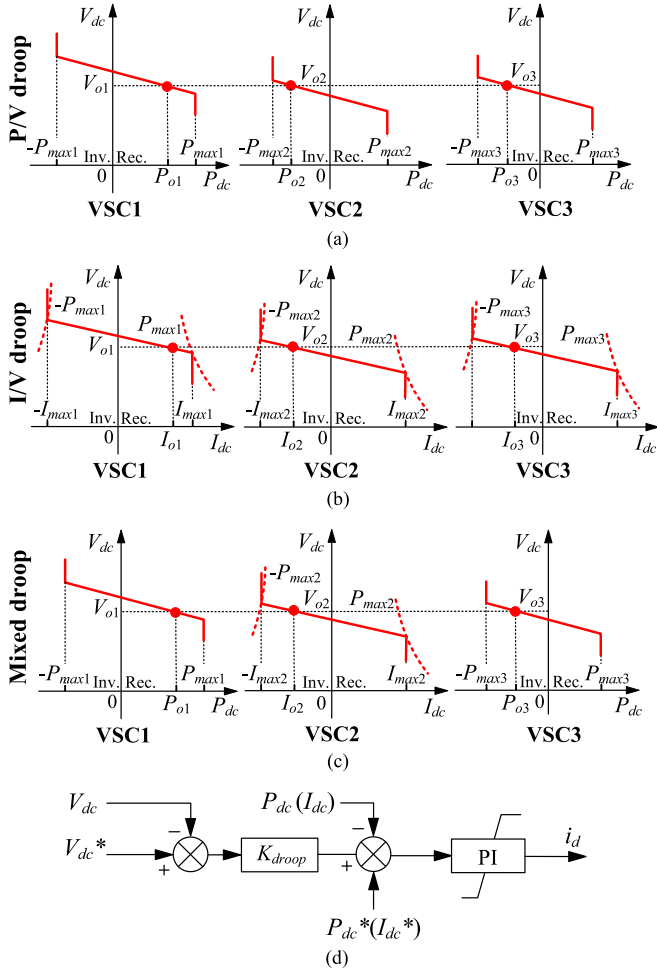 P/V droop
V_dc V_dc V_dc
V_o1 V_o2 V_o3
-P_max1 Inv. Rec. P_max1 -P_max2 Inv. Rec. P_max2 -P_max3 Inv. Rec. P_max3
0 P_o1 P_dc P_o2 0 P_dc P_o3 0 P_dc
VSC1 VSC2 VSC3
(a)
I/V droop
V_dc V_dc V_dc
-P_max1 P_max1 -P_max2 P_max2 -P_max3 P_max3
V_o1 V_o2 V_o3
-I_max1 Inv. Rec. I_max1 -I_max2 Inv. Rec. I_max2 -I_max3 Inv. Rec. I_max3
0 I_o1 I_dc I_o2 0 I_dc I_o3 0 I_dc
VSC1 VSC2 VSC3
(b)
Mixed droop
V_dc V_dc V_dc
-P_max2 P_max2
V_o1 V_o2 V_o3
-P_max1 Inv. Rec. P_max1 -I_max2 Inv. Rec. I_max2 -P_max3 Inv. Rec. P_max3
0 P_o1 P_dc I_o2 0 I_dc P_o3 0 P_dc
VSC1 VSC2 VSC3
(c)
V_dc P_dc(I_dc)
− −
V_dc* + K_droop + PI i_d
P_dc*(I_dc*)
(d)